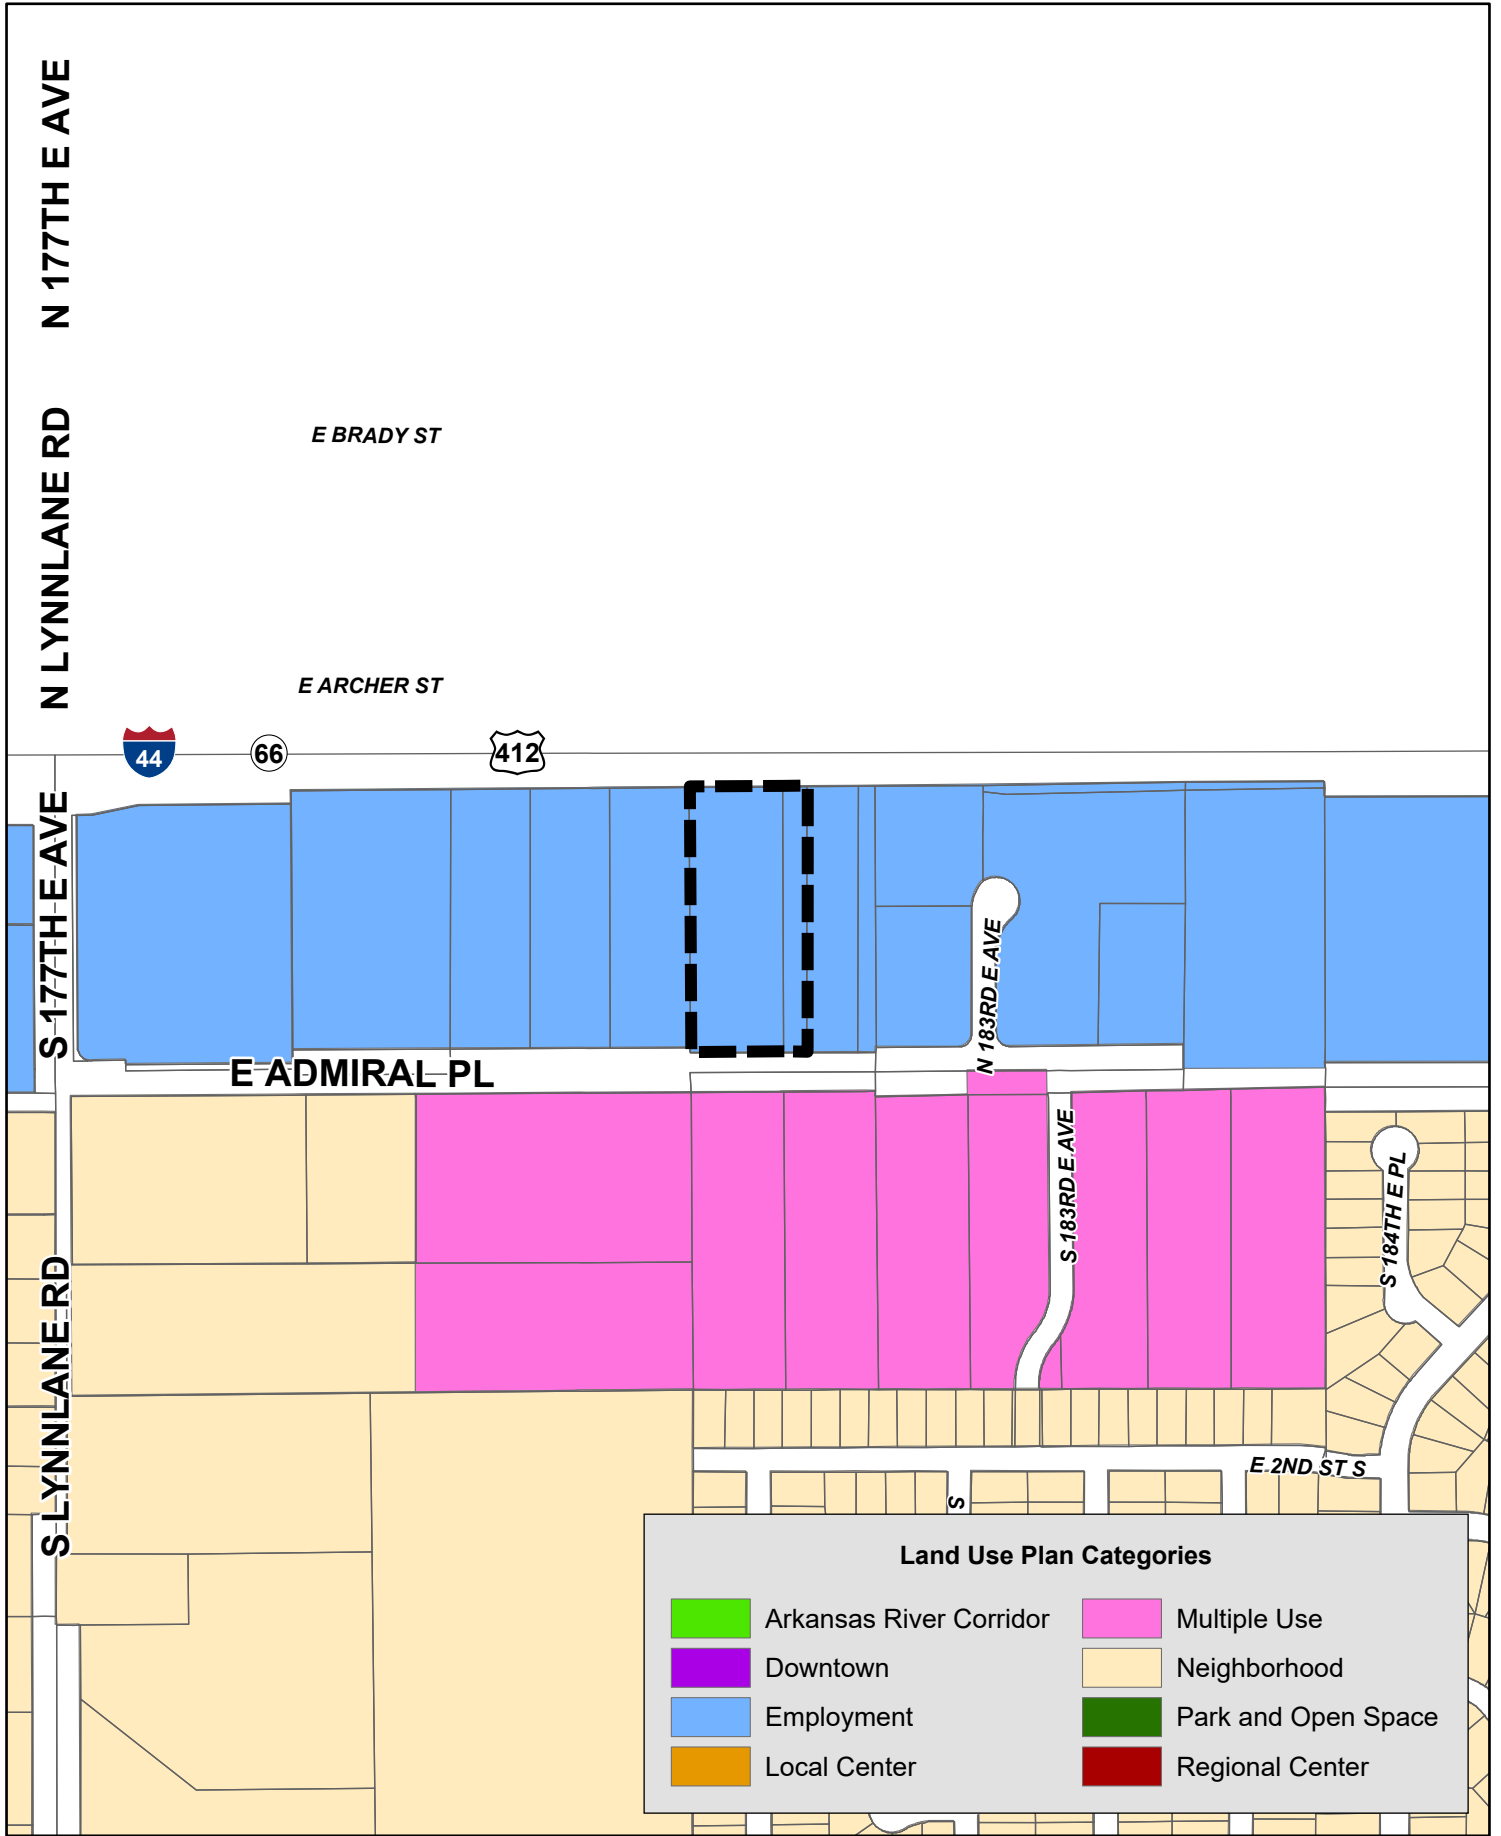 N 177TH E AVE
N LYNNLANE RD
E BRADY ST
E ARCHER ST
44
66
412
S 177TH E AVE
N 183RD E AVE
E ADMIRAL PL
S 183RD E AVE
S 184TH E PL
S LYNNLANE RD
E 2ND ST S
S
Land Use Plan Categories
Arkansas River Corridor
Downtown
Employment
Local Center
Multiple Use
Neighborhood
Park and Open Space
Regional Center